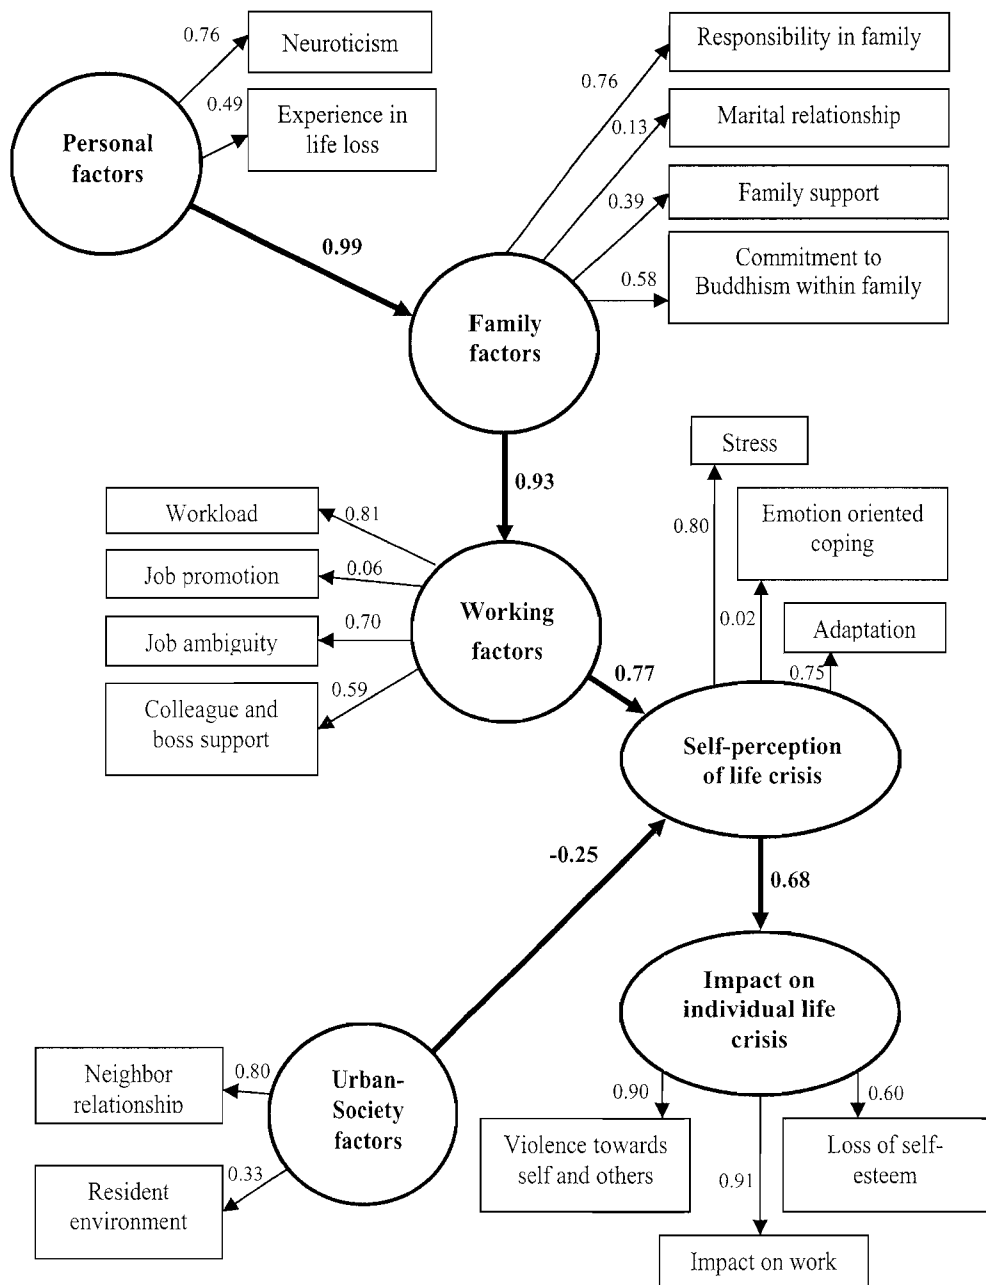 0.76
Neuroticism
0.49
Experience in
life loss
Personal
factors
0.99
Responsibility in family
0.76
Marital relationship
0.13
Family support
0.39
Commitment to
Buddhism within family
0.58
Family
factors
0.93
Workload
0.81
Job promotion
0.06
Job ambiguity
0.70
Colleague and
boss support
0.59
Working
factors
0.77
Stress
0.80
Emotion oriented
coping
0.02
Adaptation
0.75
Self-perception
of life crisis
-0.25
0.68
Impact on
individual life
crisis
Neighbor
relationship
0.80
Urban-
Society
factors
Resident
environment
0.33
0.90
Violence towards
self and others
0.91
Impact on work
0.60
Loss of self-
esteem